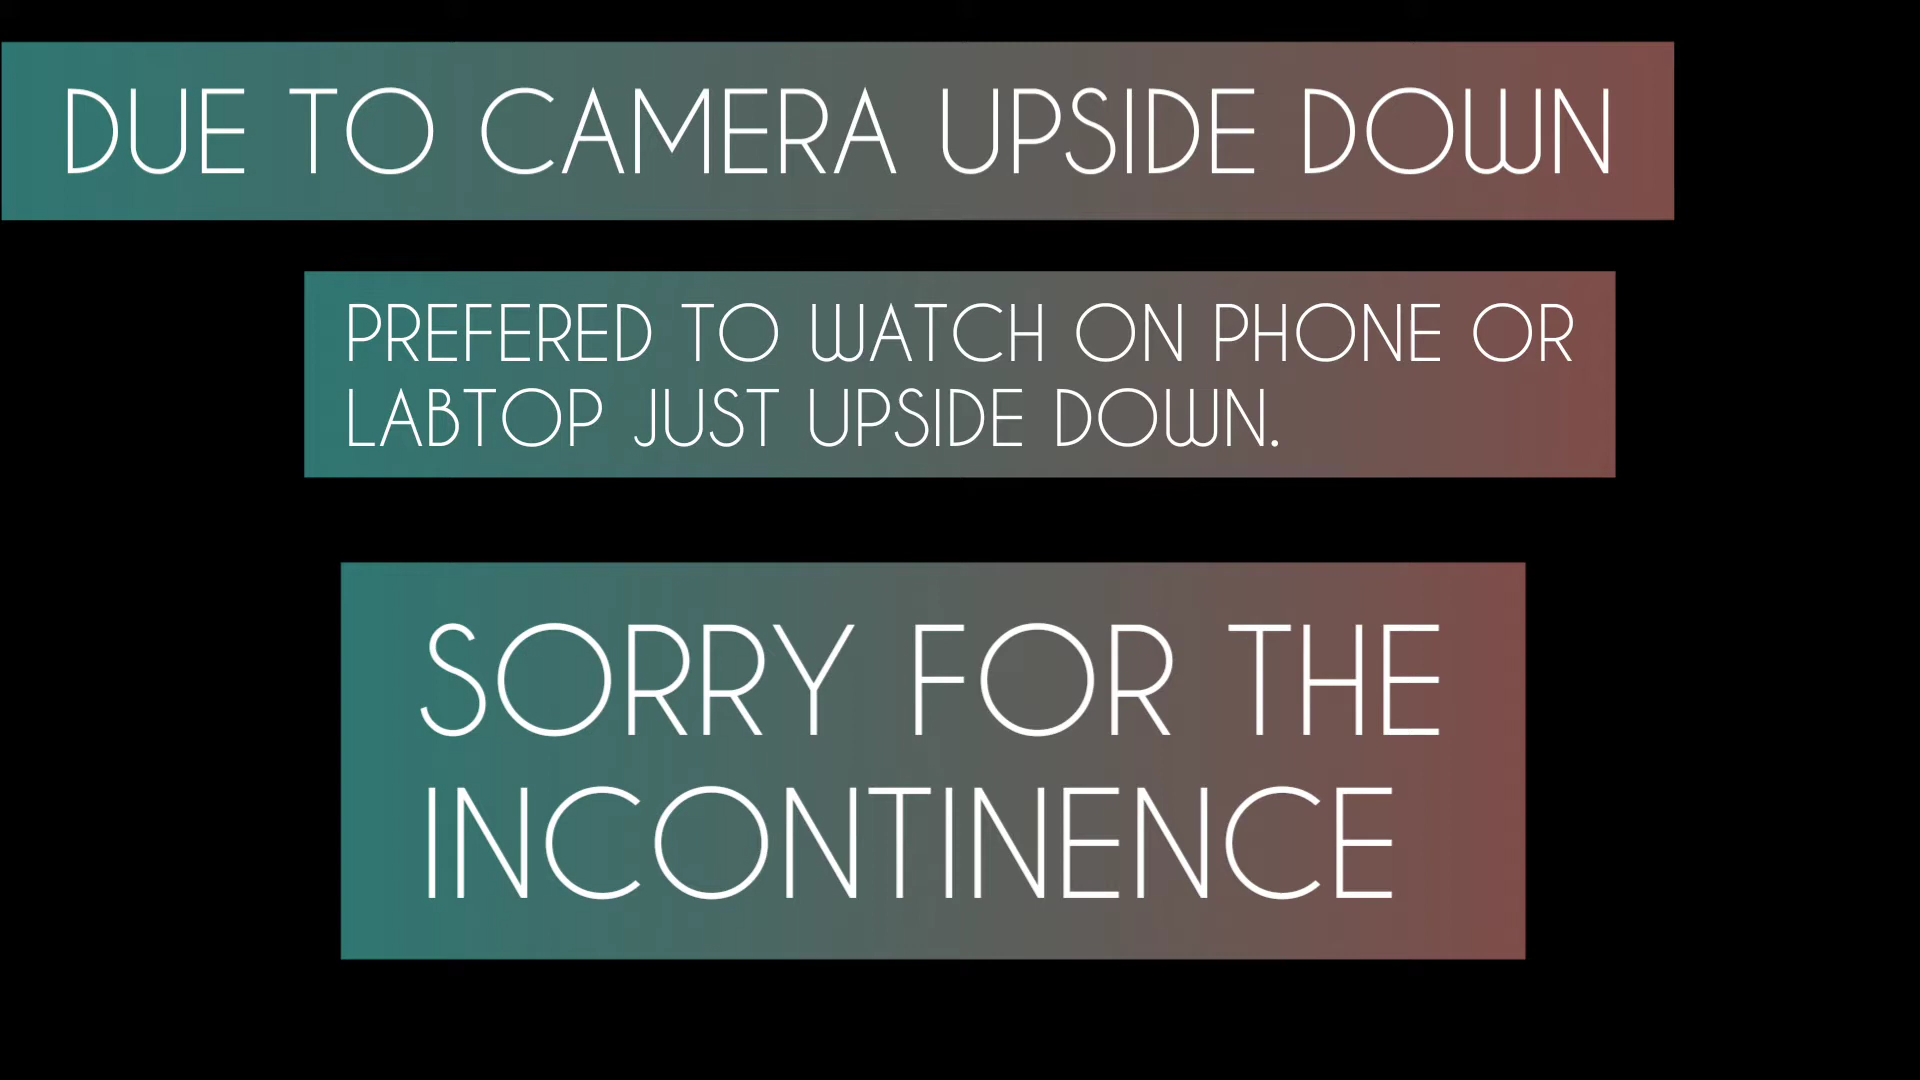 DUE TO CAMERA UPSIDE DOWN
PREFERED TO WATCH ON PHONE OR
LABTOP JUST UPSIDE DOWN.
SORRY FOR THE
INCONTINENCE